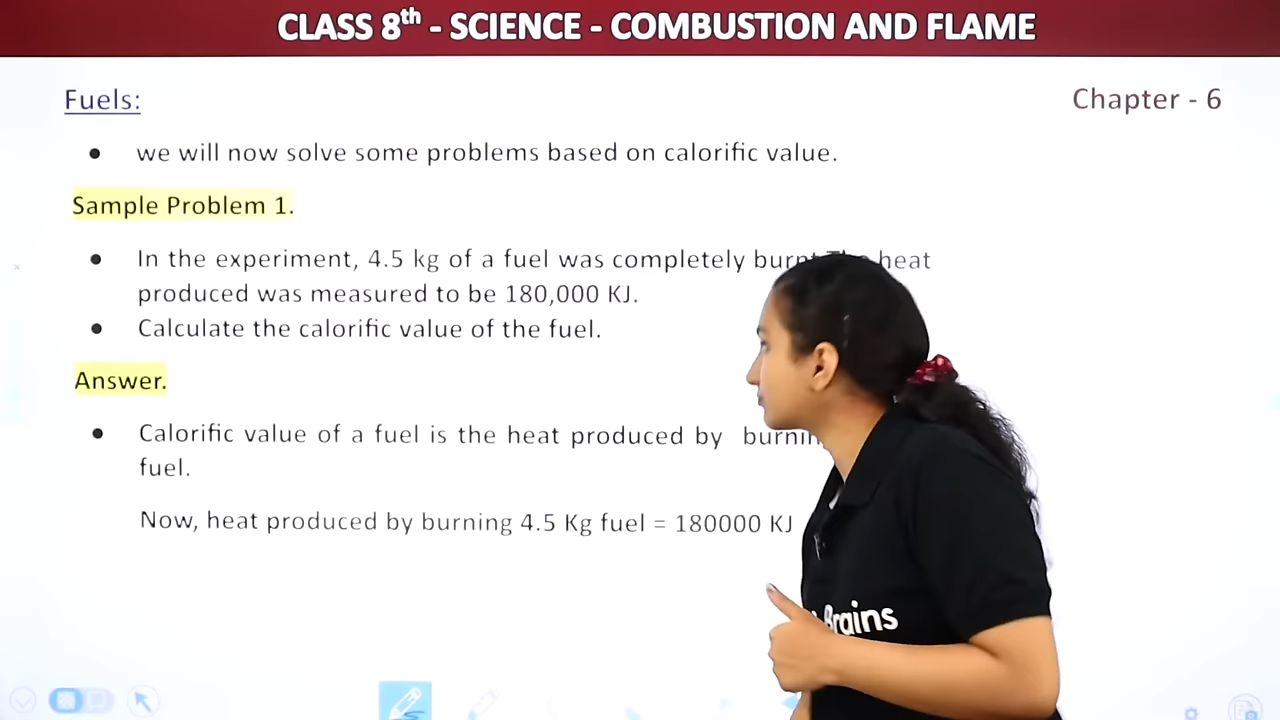 CLASS 8th - SCIENCE - COMBUSTION AND FLAME
Fuels:
Chapter - 6
we will now solve some problems based on calorific value.
Sample Problem 1.
In the experiment, 4.5 kg of a fuel was completely burnt The heat
produced was measured to be 180,000 KJ.
Calculate the calorific value of the fuel.
Answer.
Calorific value of a fuel is the heat produced by
fuel.
Now, heat produced by burning 4.5 Kg fuel = 180000 KJ
Brains